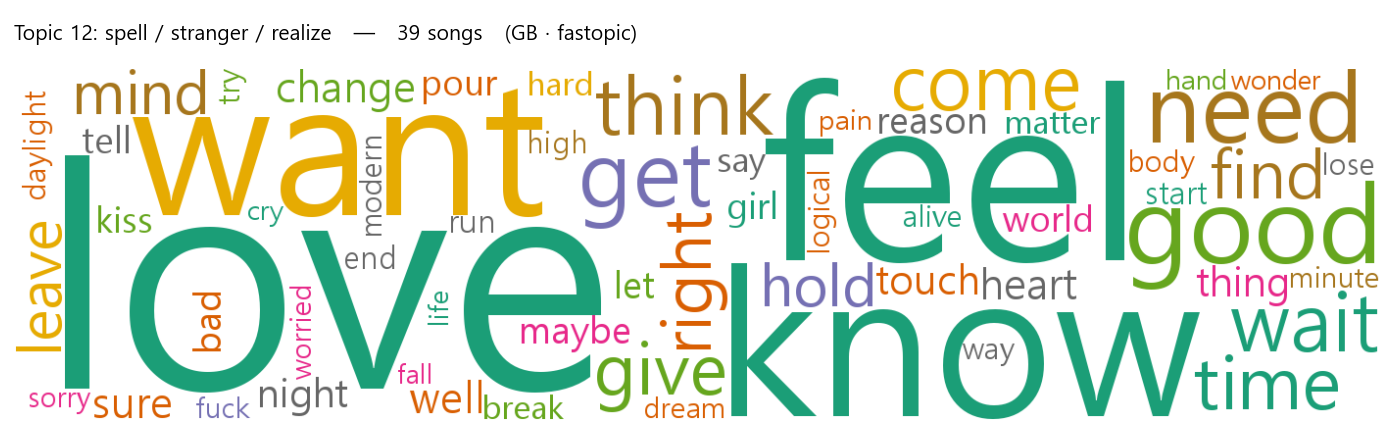 Topic 12: spell / stranger / realize — 39 songs (GB · fastopic)
daylight
mind
try
change
pour
hard
think
come
hand
wonder
need
tell
want
modern
high
get
say
pain
reason
matter
feel
body
find
lose
leave
kiss
cry
run
girl
logical
alive
world
start
good
love
end
let
right
hold
touch
heart
thing
minute
bad
worried
life
maybe
know
way
wait
sorry
sure
fuck
night
fall
well
break
give
dream
time